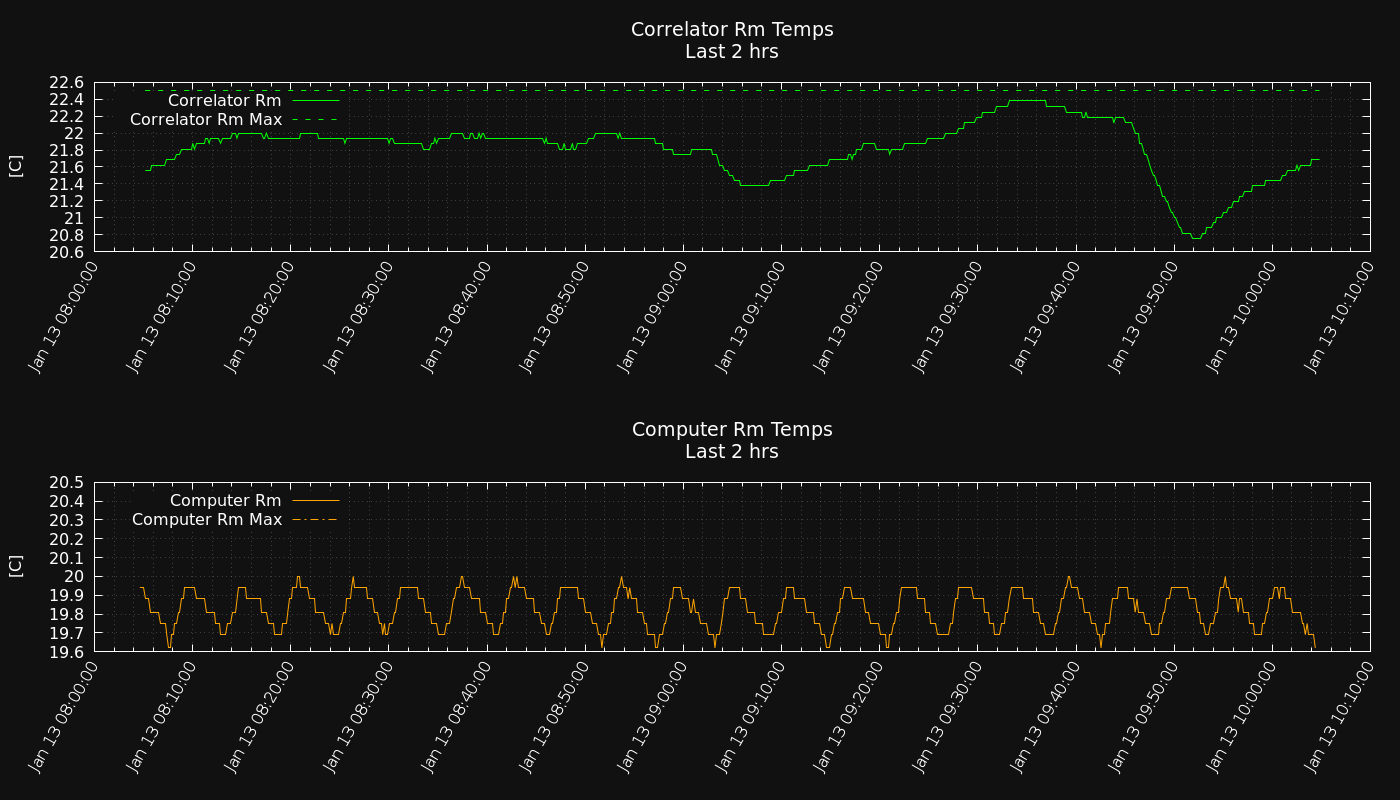 Correlator Rm Temps
Last 2 hrs
22.6
22.4
22.2
22
21.8
21.6
21.4
21.2
21
20.8
20.6
[C]
Correlator Rm
Correlator Rm Max
Jan 13 08:00:00
Jan 13 08:10:00
Jan 13 08:20:00
Jan 13 08:30:00
Jan 13 08:40:00
Jan 13 08:50:00
Jan 13 09:00:00
Jan 13 09:10:00
Jan 13 09:20:00
Jan 13 09:30:00
Jan 13 09:40:00
Jan 13 09:50:00
Jan 13 10:00:00
Jan 13 10:10:00
Computer Rm Temps
Last 2 hrs
20.5
20.4
20.3
20.2
20.1
20
19.9
19.8
19.7
19.6
[C]
Computer Rm
Computer Rm Max
Jan 13 08:00:00
Jan 13 08:10:00
Jan 13 08:20:00
Jan 13 08:30:00
Jan 13 08:40:00
Jan 13 08:50:00
Jan 13 09:00:00
Jan 13 09:10:00
Jan 13 09:20:00
Jan 13 09:30:00
Jan 13 09:40:00
Jan 13 09:50:00
Jan 13 10:00:00
Jan 13 10:10:00